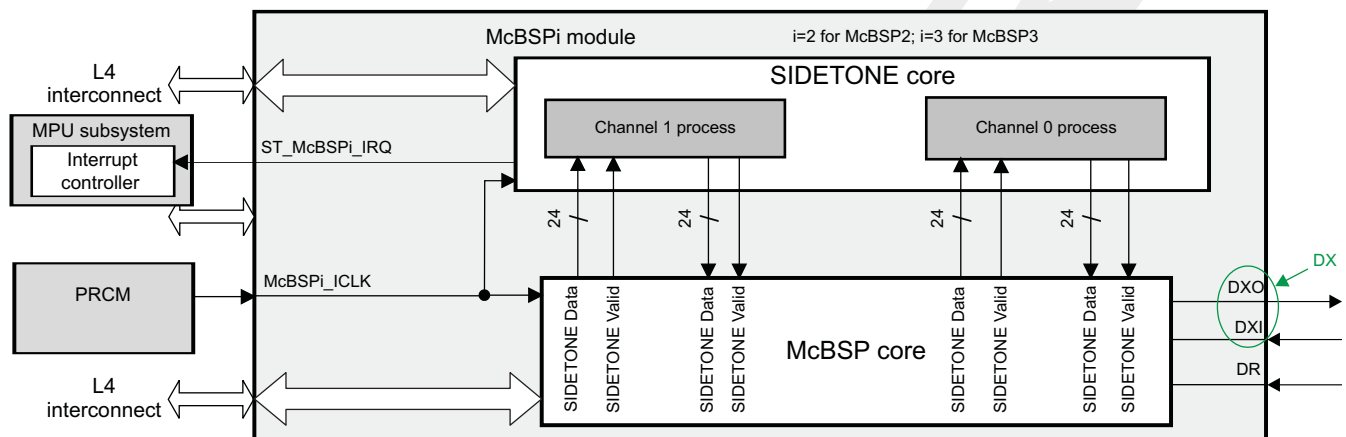 McBSPi module
i=2 for McBSP2; i=3 for McBSP3
L4
interconnect
SIDETONE core
MPU subsystem
Interrupt
controller
ST_McBSPi_IRQ
Channel 1 process
Channel 0 process
24
24
24
24
PRCM
McBSPi_ICLK
SIDETONE Data
SIDETONE Valid
SIDETONE Data
SIDETONE Valid
SIDETONE Data
SIDETONE Valid
SIDETONE Data
SIDETONE Valid
McBSP core
DX
DXO
DXI
DR
L4
interconnect